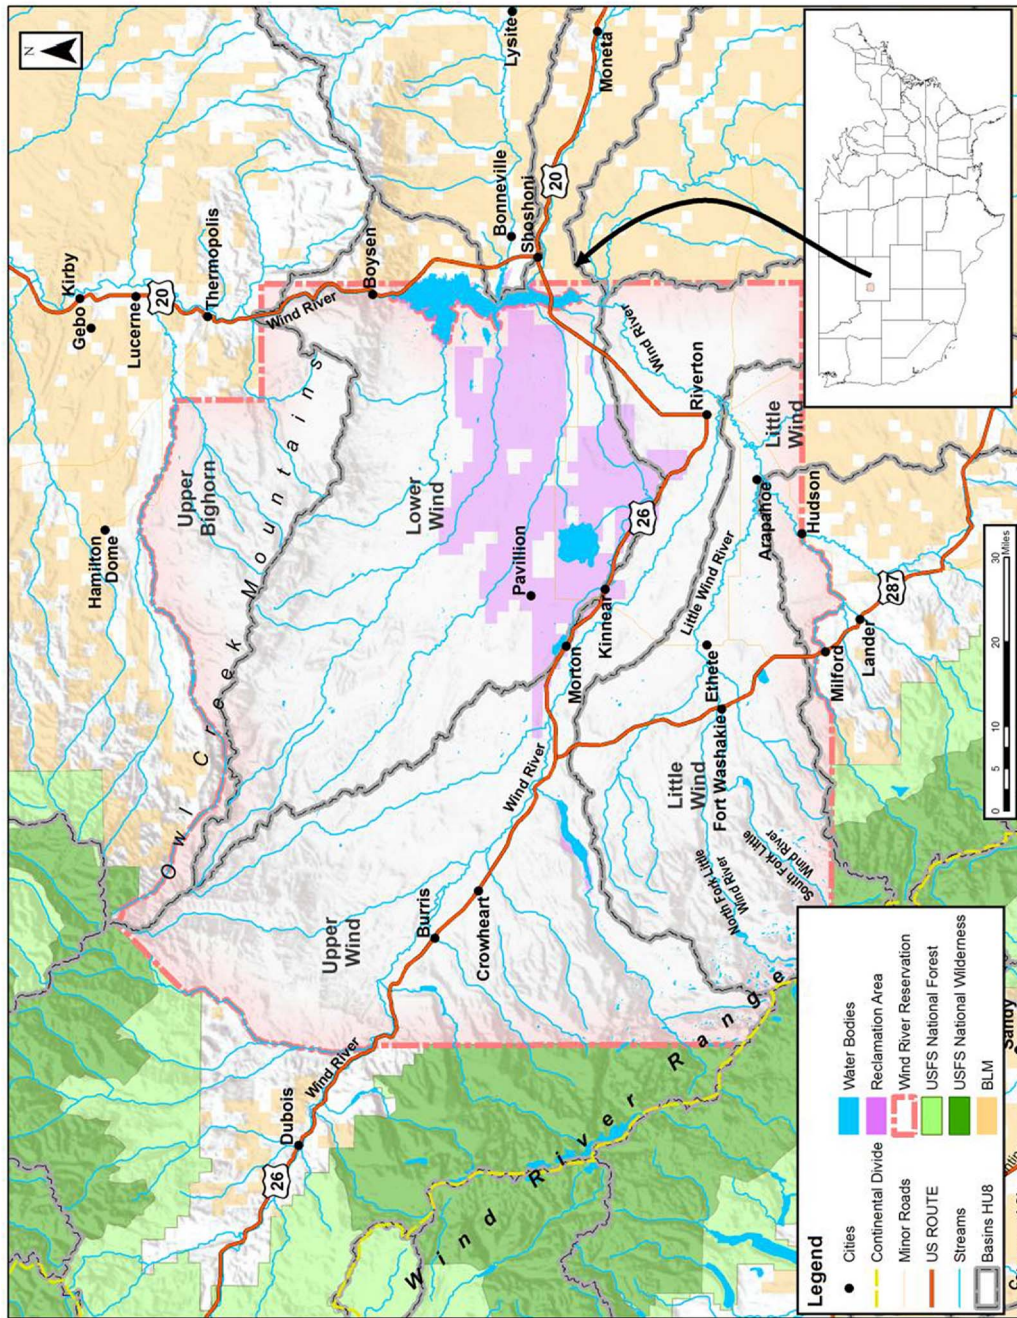 N
Kirby
Gebo
Lucerne
20
Thermopolis
Hamilton
Dome
Lysite
Moneta
Bonneville
Shoshoni
20
Boysen
Wind River
Owl Creek Mountains
Upper
Bighorn
Lower
Wind
Wind River
Riverton
Little
Wind
Arapahoe
Hudson
Pavillion
26
Kinnear
Morton
Little Wind River
Ethete
Fort Washakie
Little
Wind
Milford
Lander
287
Wind River
North Fork Little
Wind River
South Fork Little
Wind River
Upper
Wind
Burris
Crowheart
Wind River
Dubois
26
Wind River Range
Sandy
0 5 10 20 30
Miles
Legend
Cities
Continental Divide
Minor Roads
US ROUTE
Streams
Basins HU8
Water Bodies
Reclamation Area
Wind River Reservation
USFS National Forest
USFS National Wilderness
BLM